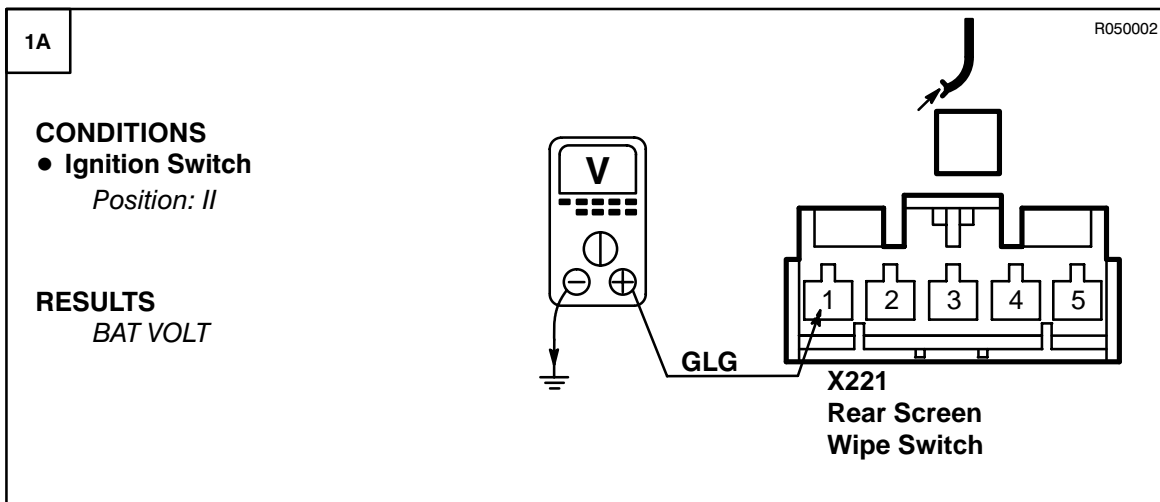 1A
R050002
CONDITIONS
● Ignition Switch
Position: II
RESULTS
BAT VOLT
V
− +
1 2 3 4 5
GLG
X221
Rear Screen
Wipe Switch